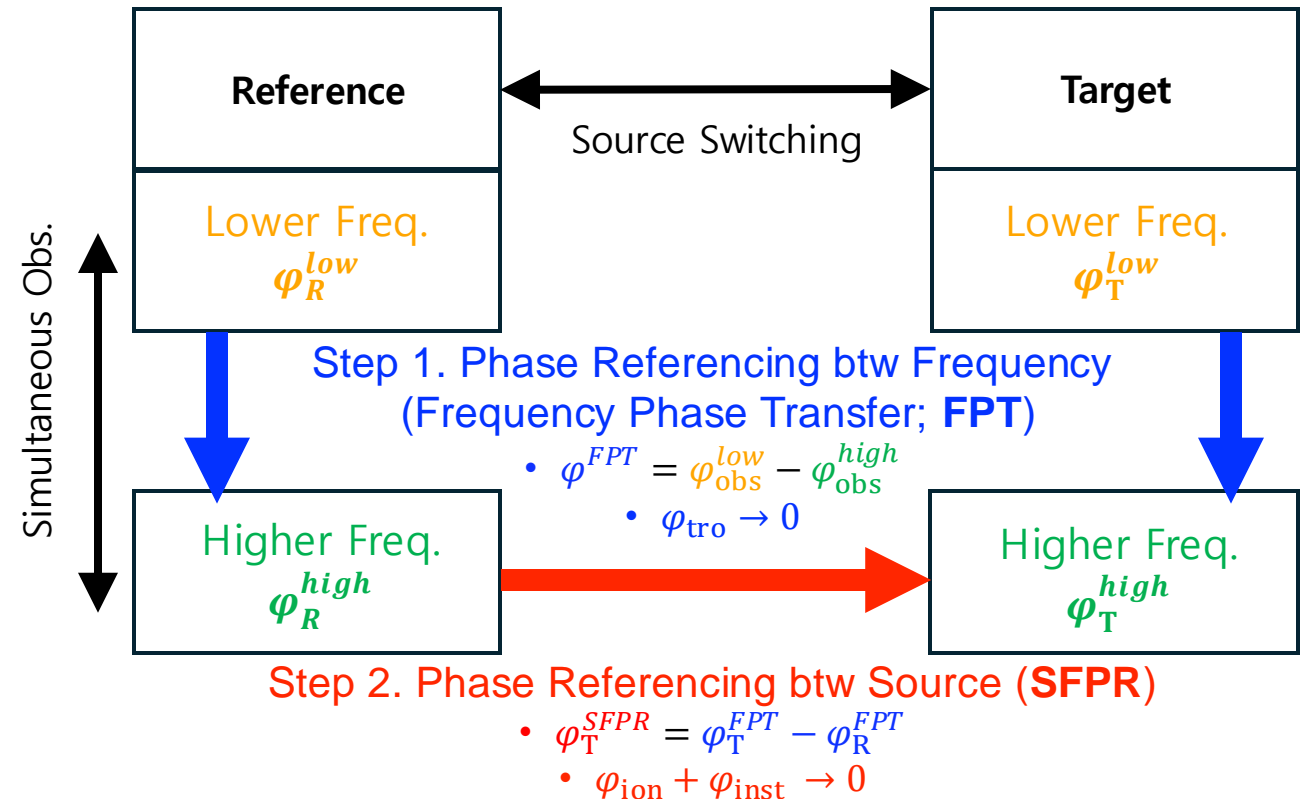 Reference
Target
Source Switching
Simultaneous Obs.
Lower Freq.
φ_R^low
Lower Freq.
φ_T^low
Step 1. Phase Referencing btw Frequency
(Frequency Phase Transfer; FPT)
• φ^FPT = φ_obs^low − φ_obs^high
• φ_tro → 0
Higher Freq.
φ_R^high
Higher Freq.
φ_T^high
Step 2. Phase Referencing btw Source (SFPR)
• φ_T^SFPR = φ_T^FPT − φ_R^FPT
• φ_ion + φ_inst → 0